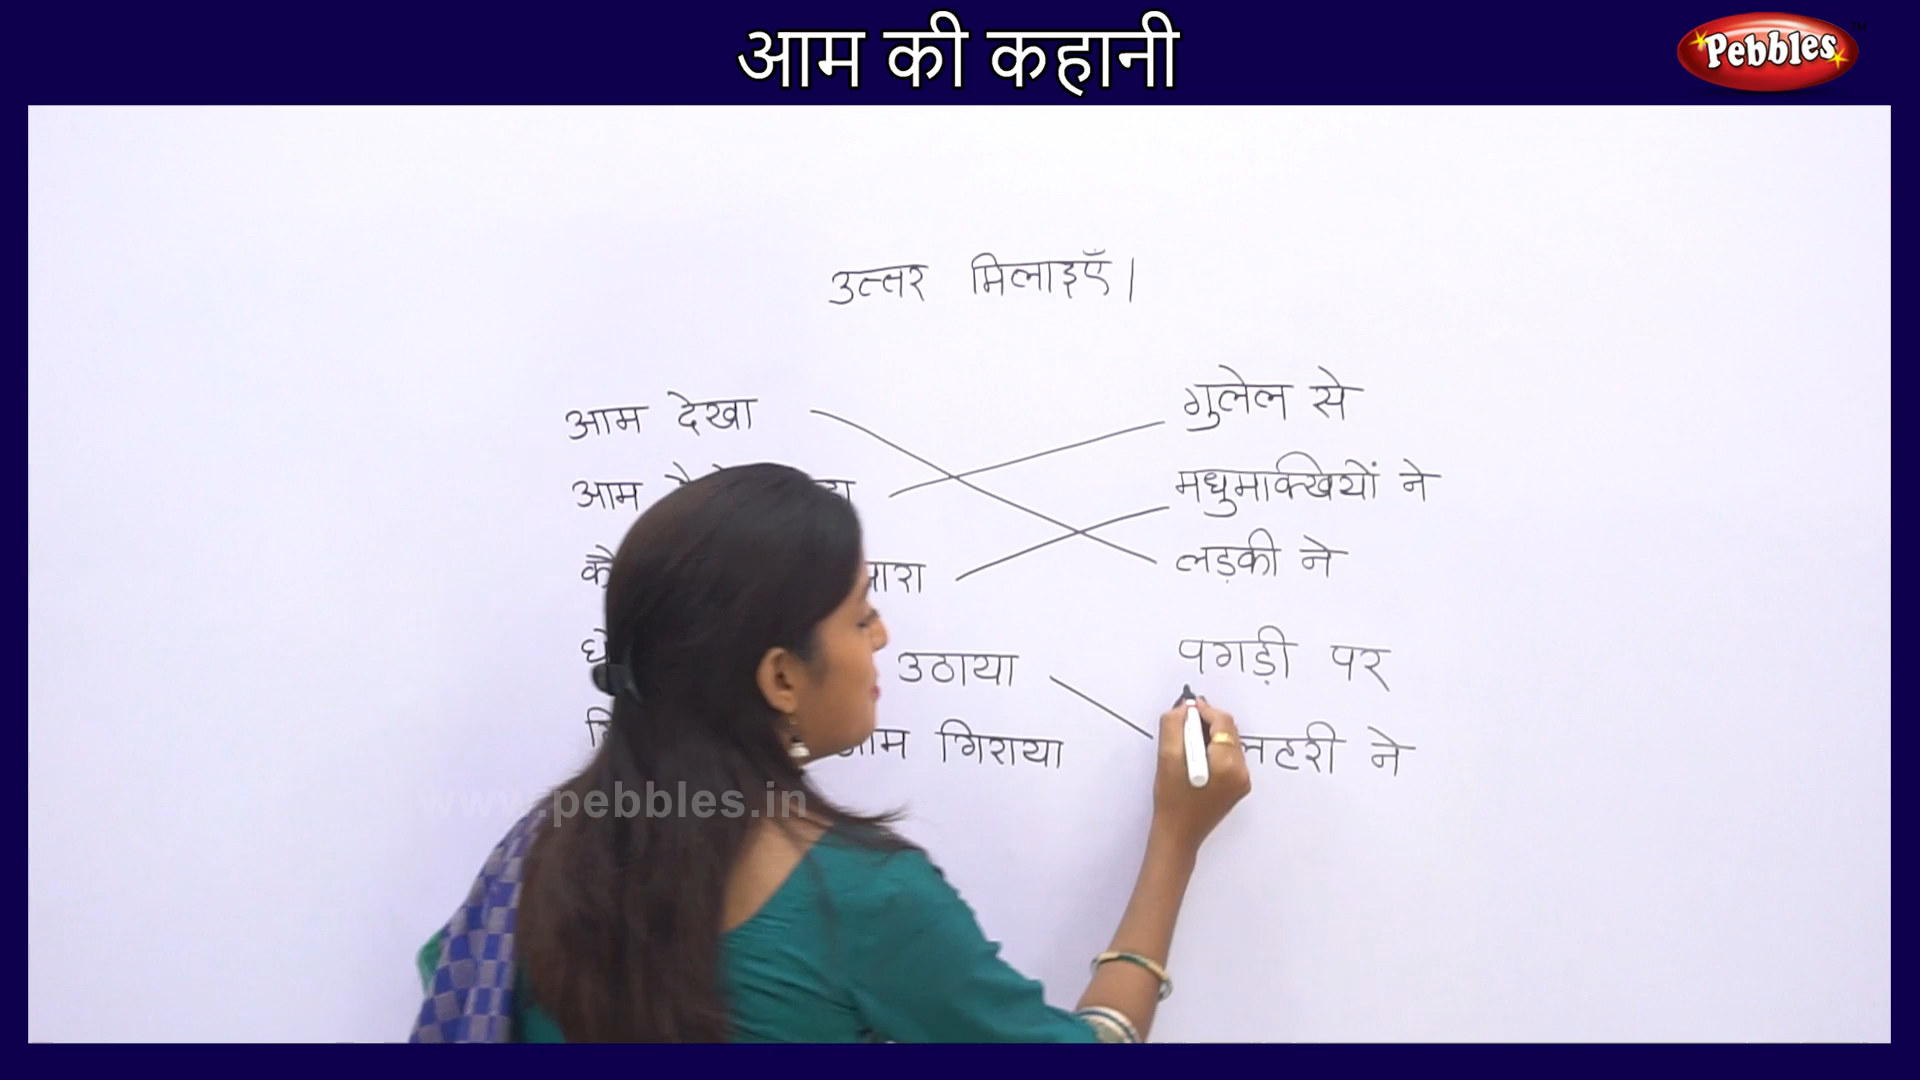 आम की कहानी
Pebbles
उत्तर मिलाइएँ।
आम देखा गुलेल से
आम मधुमक्खियों ने
लड़की ने
उठाया पगड़ी पर
आम गिराया ने
www.pebbles.in